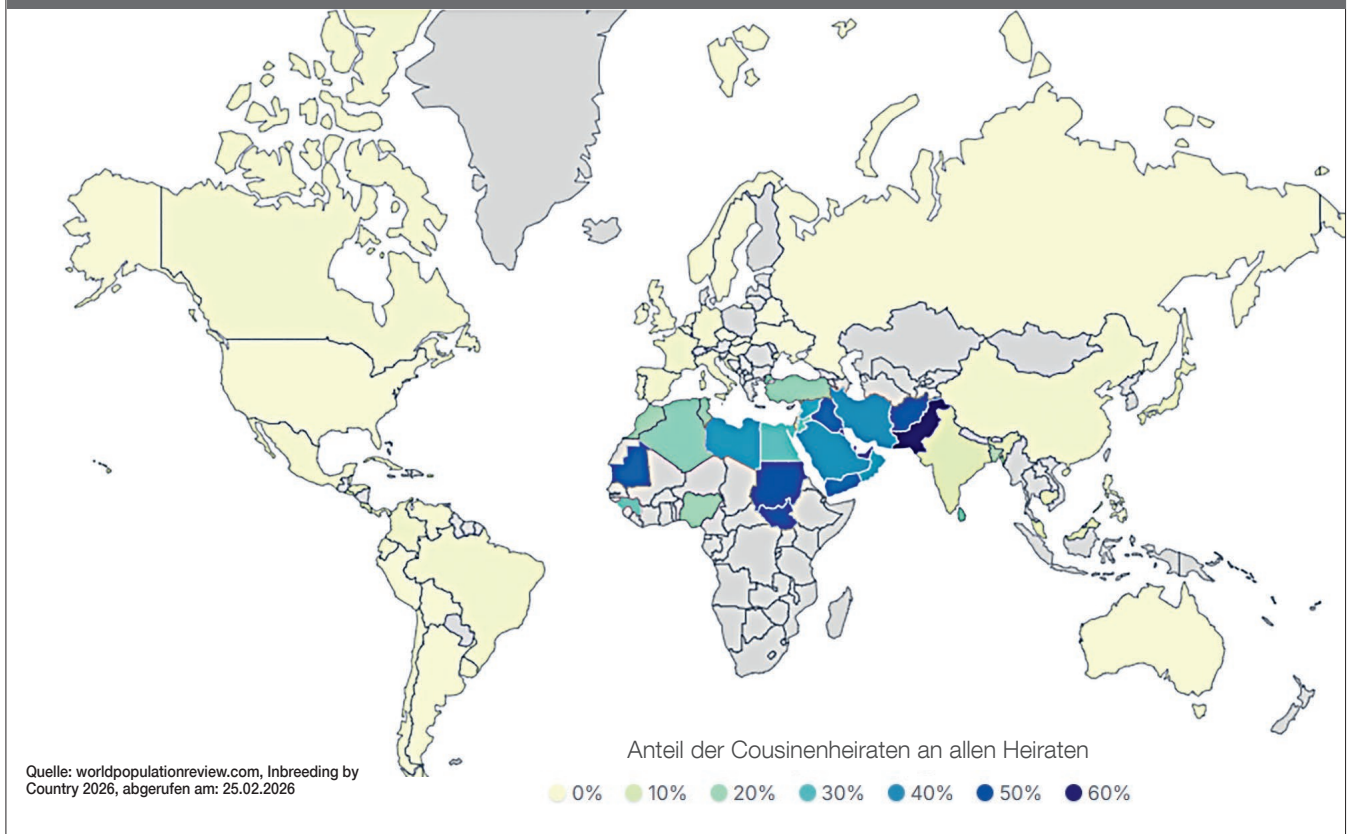 Anteil der Cousinenheiraten an allen Heiraten
0% 10% 20% 30% 40% 50% 60%
Quelle: worldpopulationreview.com, Inbreeding by
Country 2026, abgerufen am: 25.02.2026